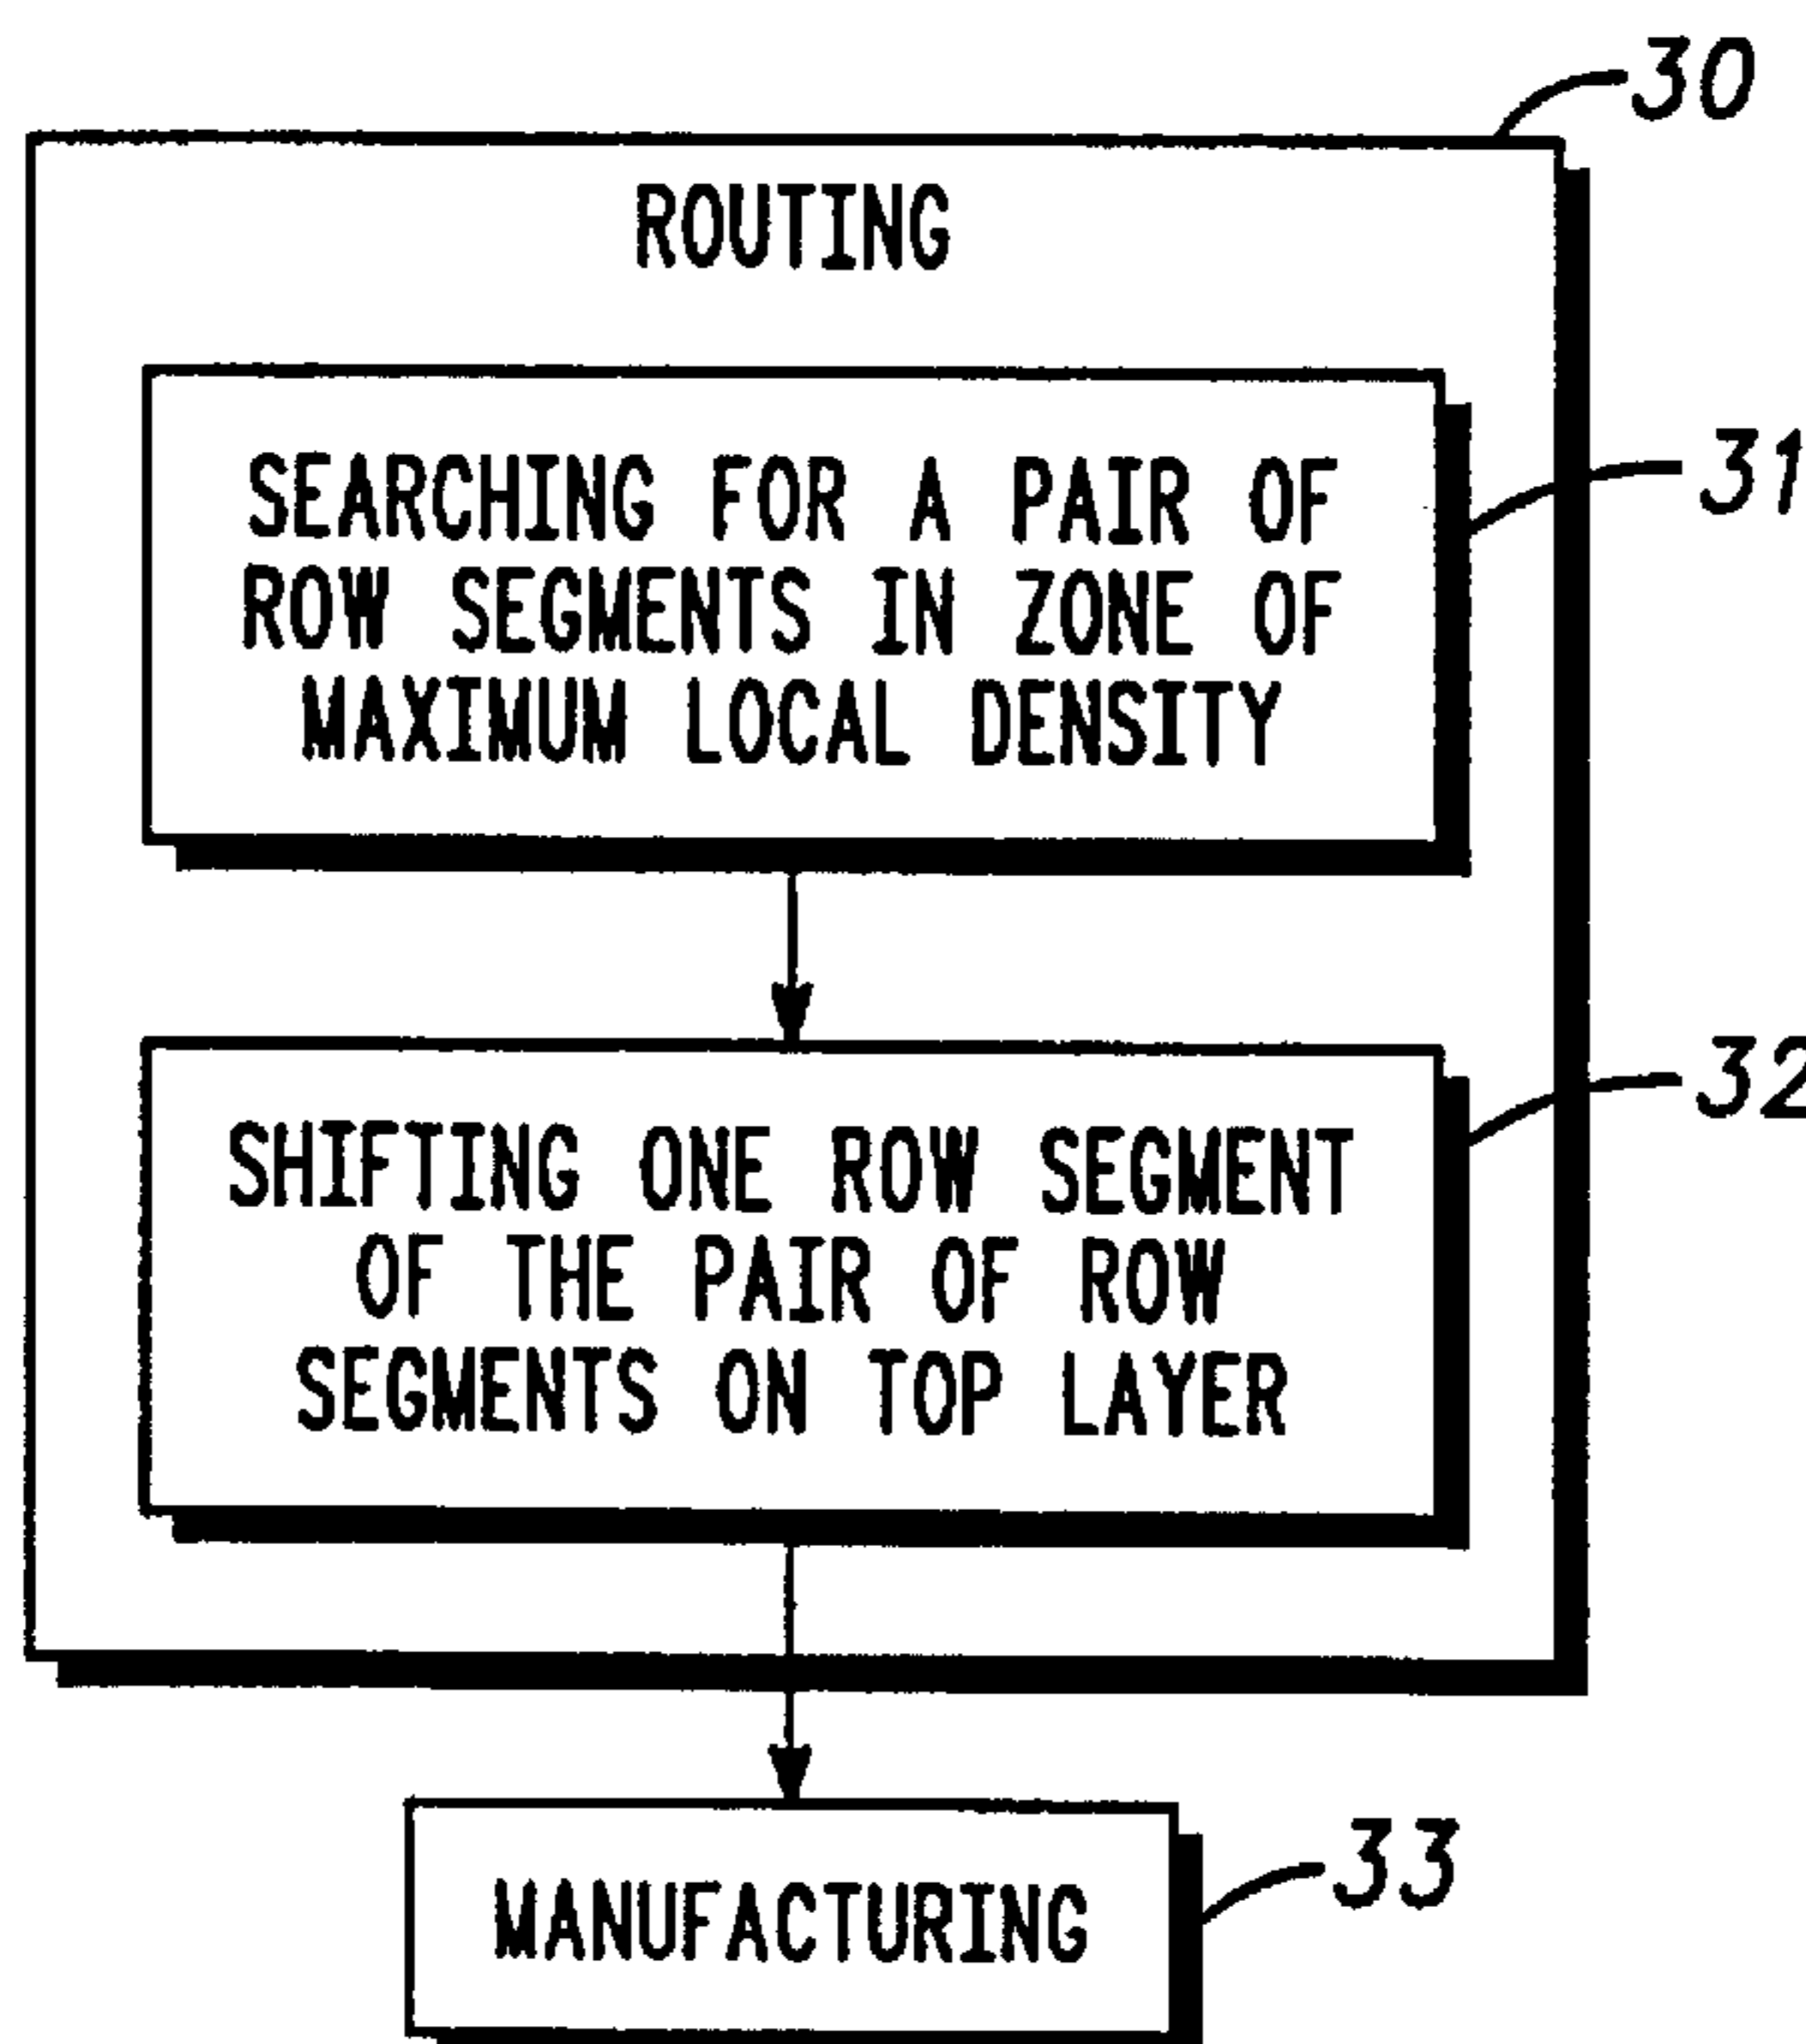 30
ROUTING
SEARCHING FOR A PAIR OF
ROW SEGMENTS IN ZONE OF
MAXIMUM LOCAL DENSITY
31
SHIFTING ONE ROW SEGMENT
OF THE PAIR OF ROW
SEGMENTS ON TOP LAYER
32
MANUFACTURING
33